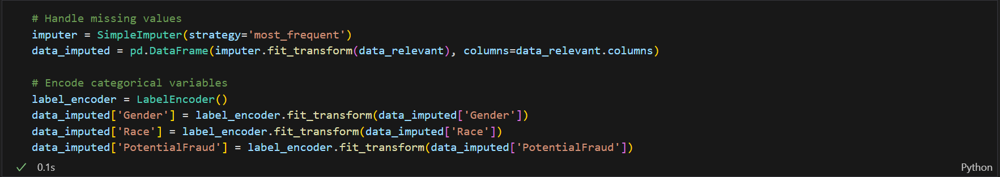 # Handle missing values
imputer = SimpleImputer(strategy='most_frequent')
data_imputed = pd.DataFrame(imputer.fit_transform(data_relevant), columns=data_relevant.columns)
# Encode categorical variables
label_encoder = LabelEncoder()
data_imputed['Gender'] = label_encoder.fit_transform(data_imputed['Gender'])
data_imputed['Race'] = label_encoder.fit_transform(data_imputed['Race'])
data_imputed['PotentialFraud'] = label_encoder.fit_transform(data_imputed['PotentialFraud'])
0.1s Python